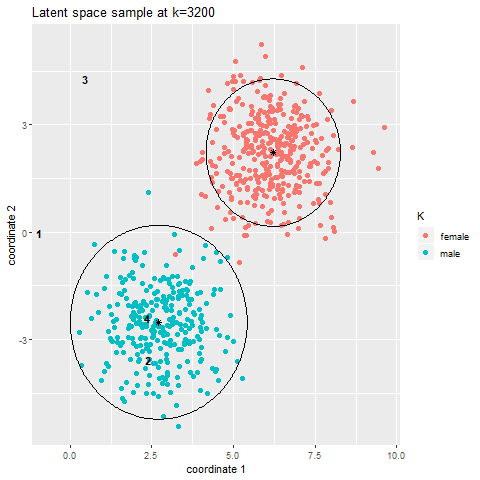 Latent space sample at k=3200
coordinate 2
3
0
-3
3
1
4
2
0.0 2.5 5.0 7.5 10.0
coordinate 1
K
female
male